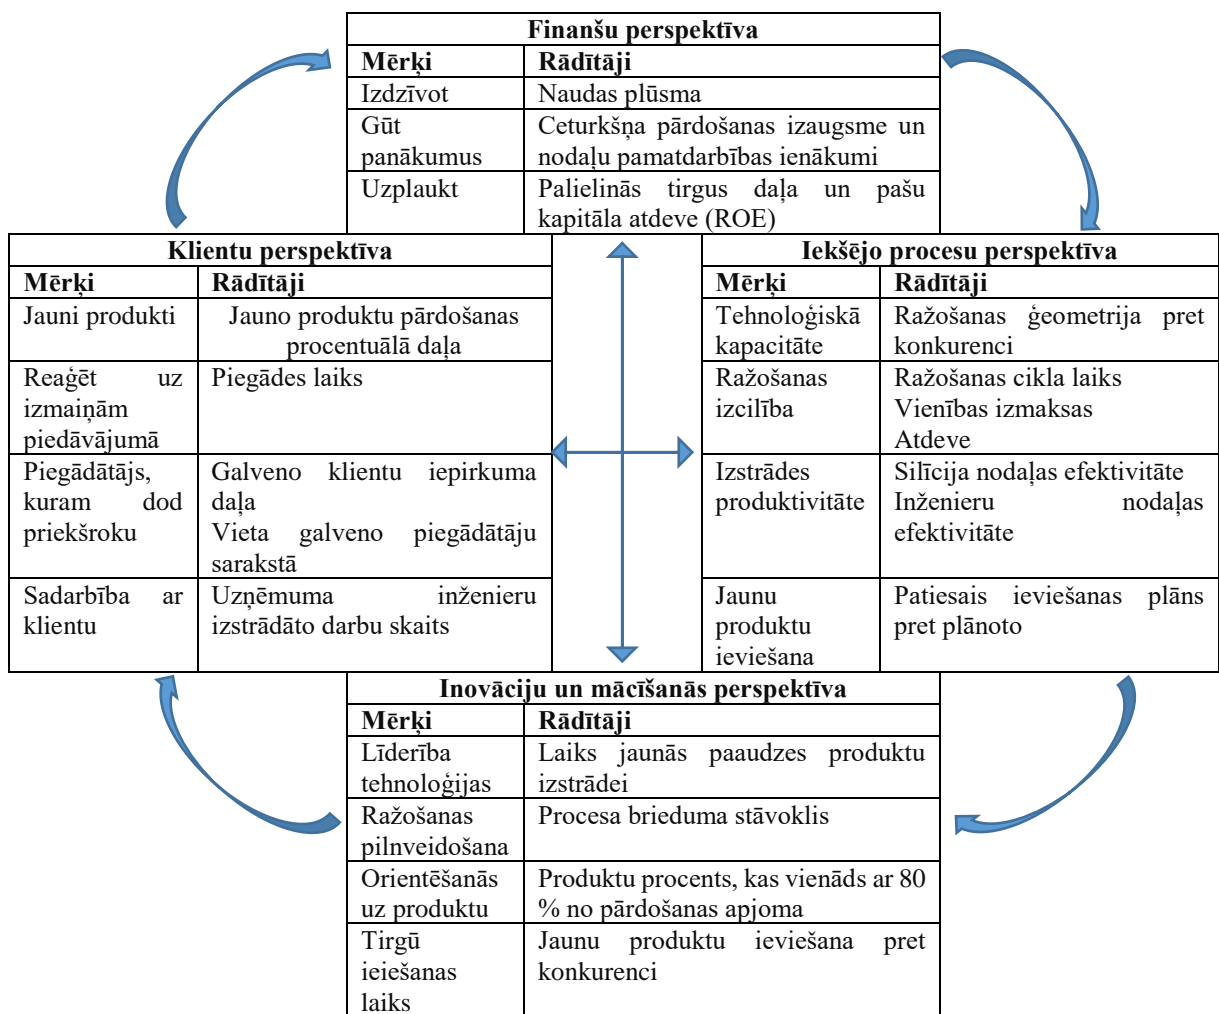 Finanšu perspektīva
Mērķi Rādītāji
Izdzīvot Naudas plūsma
Gūt panākumus Ceturkšņa pārdošanas izaugsme un nodaļu pamatdarbības ienākumi
Uzplaukt Palielinās tirgus daļa un pašu kapitāla atdeve (ROE)
Klientu perspektīva
Mērķi Rādītāji
Jauni produkti Jauno produktu pārdošanas procentuālā daļa
Reaģēt uz izmaiņām piedāvājumā Piegādes laiks
Piegādātājs, kuram dod priekšroku Galveno klientu iepirkuma daļa
Vieta galveno piegādātāju sarakstā
Sadarbība ar klientu Uzņēmuma inženieru izstrādāto darbu skaits
Iekšējo procesu perspektīva
Mērķi Rādītāji
Tehnoloģiskā kapacitāte Ražošanas ģeometrija pret konkurenci
Ražošanas izcilība Ražošanas cikla laiks
Vienības izmaksas
Atdeve
Izstrādes produktivitāte Silīcija nodaļas efektivitāte
Inženieru nodaļas efektivitāte
Jaunu produktu ieviešana Patiesais ieviešanas plāns pret plānoto
Inovāciju un mācīšanās perspektīva
Mērķi Rādītāji
Līderība tehnoloģijas Laiks jaunās paaudzes produktu izstrādei
Ražošanas pilnveidošana Procesa brieduma stāvoklis
Orientēšanās uz produktu Produktu procents, kas vienāds ar 80 % no pārdošanas apjoma
Tirgū ieiešanas laiks Jaunu produktu ieviešana pret konkurenci